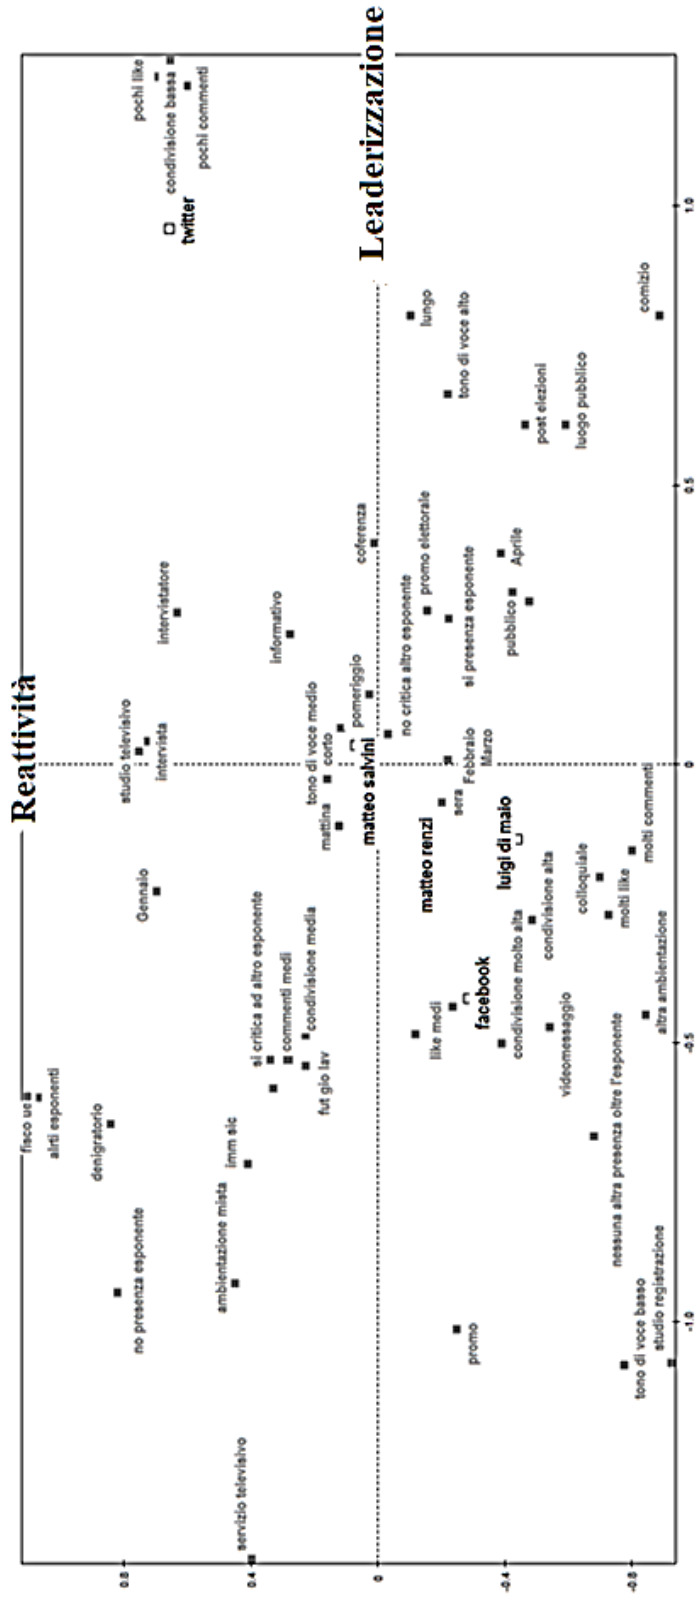 Reattività
Leaderizzazione
pochi like
condivisione bassa
pochi commenti
twitter
comizio
lungo
tono di voce alto
post elezioni
luogo pubblico
coferenza
promo elettorale
Aprile
si presenza esponente
pubblico
no critica altro esponente
intervistatore
informativo
studio televisivo
intervista
pomeriggio
tono di voce medio
corto
mattina
matteo salvini
Febbraio
Marzo
sera
matteo renzi
luigi di maio
molti commenti
colloquiale
molti like
condivisione alta
Gennaio
si critica ad altro esponente
commenti medi
condivisione media
fut gio lav
like medi
facebook
condivisione molto alta
videomessaggio
altra ambientazione
nessuna altra presenza oltre l'esponente
fisco ue
alrti esponenti
denigratorio
imm sic
ambientazione mista
no presenza esponente
promo
tono di voce basso
studio registrazione
servizio televisivo
0.8
0.4
0
-0.4
-0.8
-1.0
-0.5
0
0.5
1.0